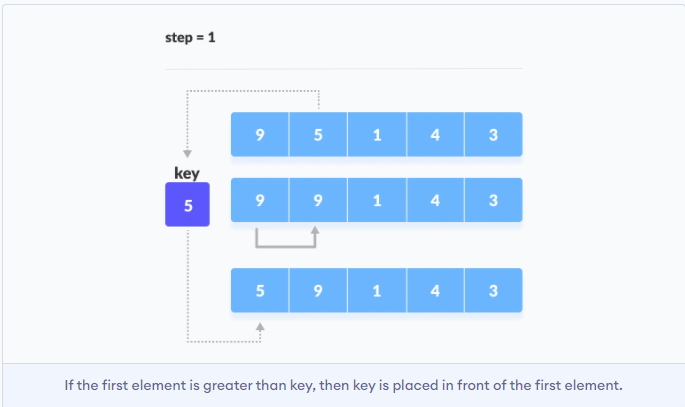 step = 1
9 5 1 4 3
key
5
9 9 1 4 3
5 9 1 4 3
If the first element is greater than key, then key is placed in front of the first element.